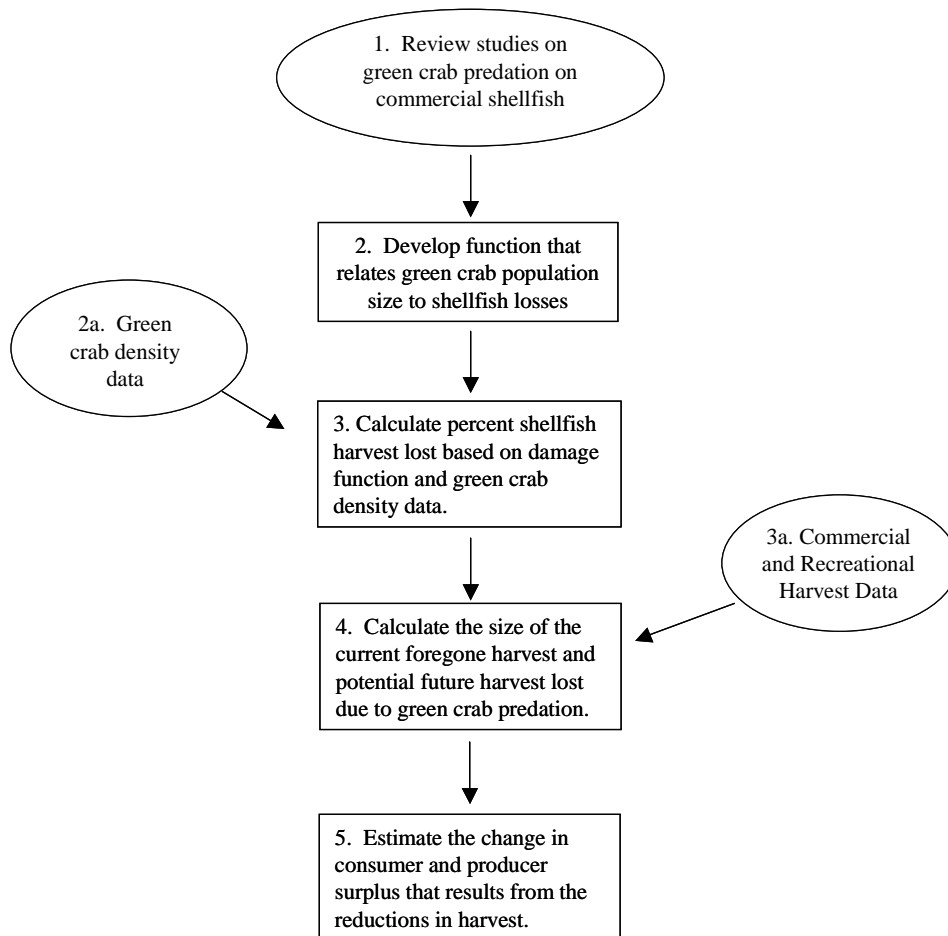 1. Review studies on
green crab predation on
commercial shellfish
2. Develop function that
relates green crab population
size to shellfish losses
2a. Green
crab density
data
3. Calculate percent shellfish
harvest lost based on damage
function and green crab
density data.
3a. Commercial
and Recreational
Harvest Data
4. Calculate the size of the
current foregone harvest and
potential future harvest lost
due to green crab predation.
5. Estimate the change in
consumer and producer
surplus that results from the
reductions in harvest.